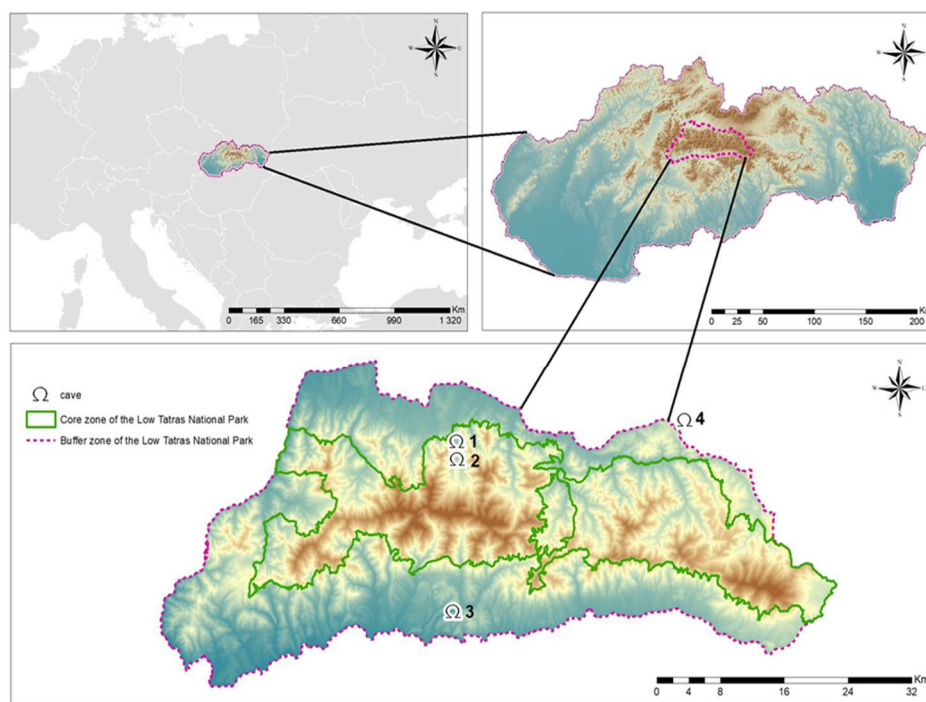 N
W E
S
Km
0 165 330 660 990 1 320
N
W E
S
Km
0 25 50 100 150 200
N
W E
S
cave
Core zone of the Low Tatras National Park
Buffer zone of the Low Tatras National Park
4
1
2
3
Km
0 2 4 8 16 24 32